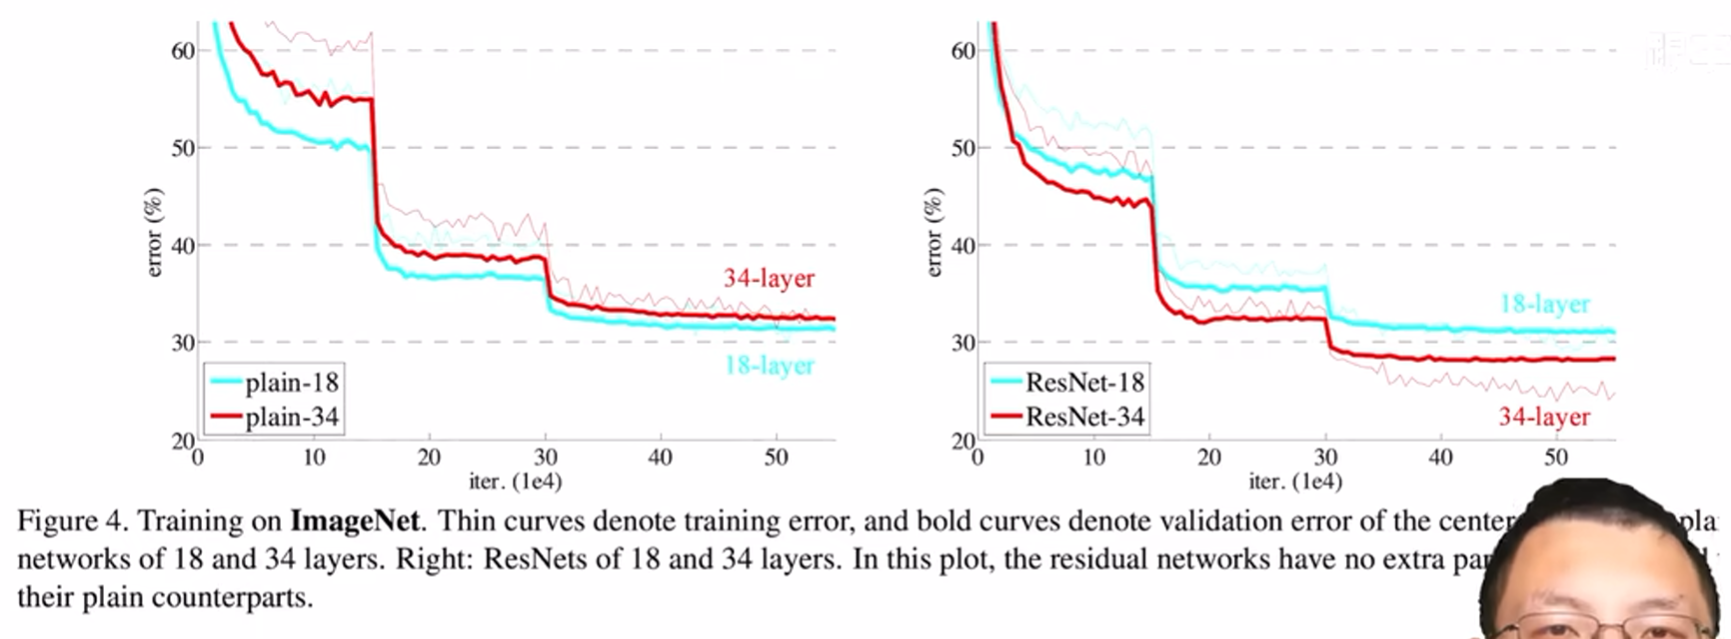 60
50
40
30
20
error (%)
34-layer
18-layer
plain-18
plain-34
0 10 20 30 40 50
iter. (1e4)
60
50
40
30
20
error (%)
18-layer
34-layer
ResNet-18
ResNet-34
0 10 20 30 40 50
iter. (1e4)
Figure 4. Training on ImageNet. Thin curves denote training error, and bold curves denote validation error of the center
networks of 18 and 34 layers. Right: ResNets of 18 and 34 layers. In this plot, the residual networks have no extra
their plain counterparts.